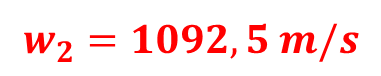 w₂ = 1092,5 m/s